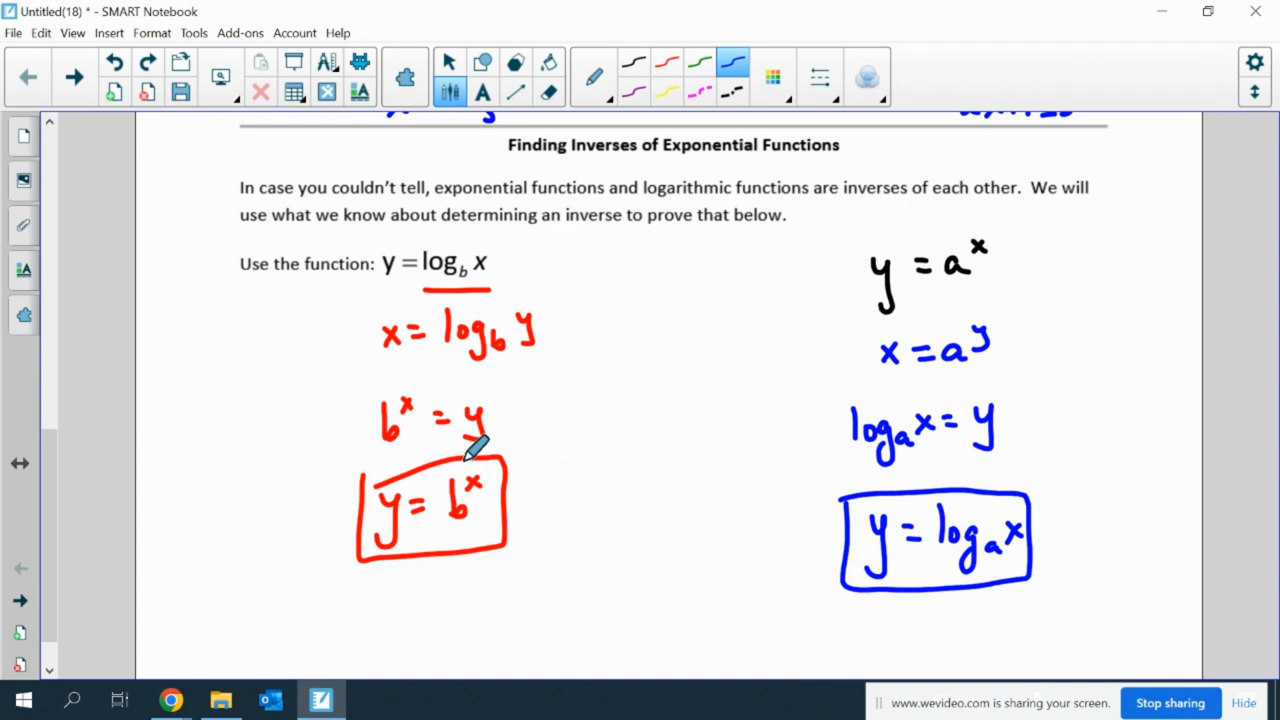 Untitled(18) * - SMART Notebook
File Edit View Insert Format Tools Add-ons Account Help
Finding Inverses of Exponential Functions
In case you couldn't tell, exponential functions and logarithmic functions are inverses of each other. We will
use what we know about determining an inverse to prove that below.
Use the function: y = log_b x
x = log_b y
b^x = y
y = b^x
y = a^x
x = a^y
log_a x = y
y = log_a x
www.wevideo.com is sharing your screen.
Stop sharing
Hide